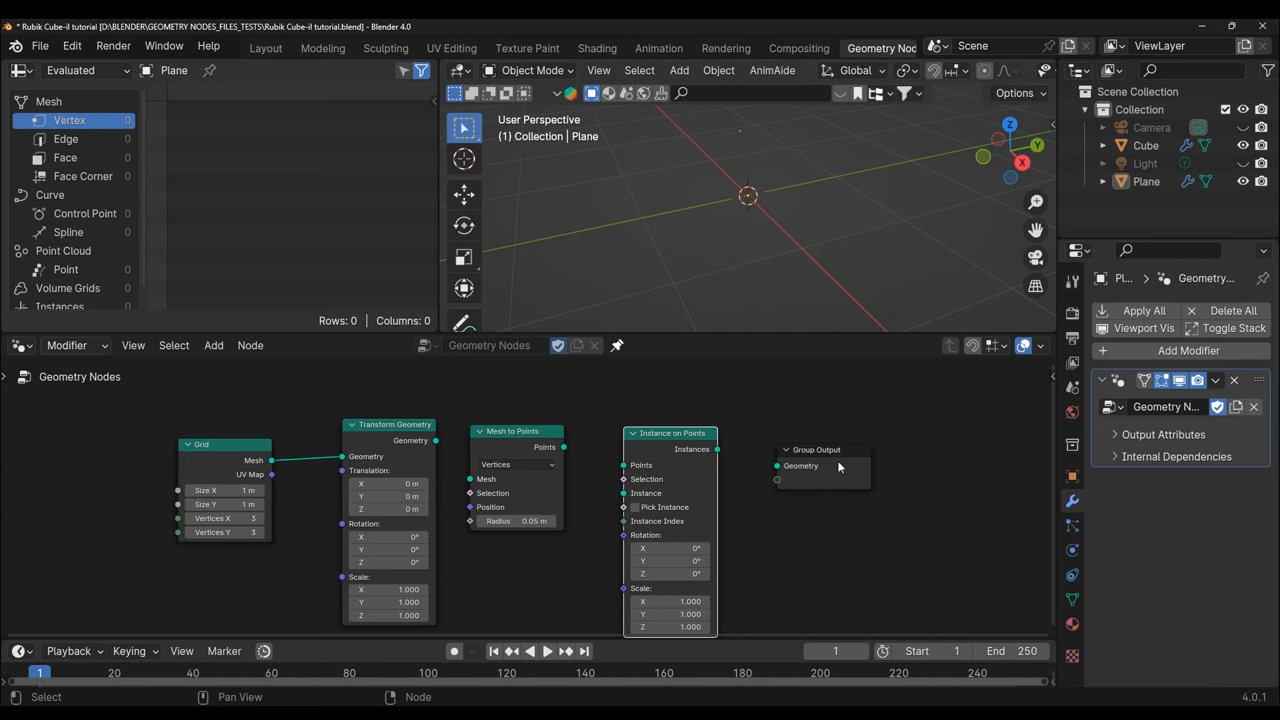 * Rubik Cube-il tutorial [D:\BLENDER\GEOMETRY NODES_FILES_TESTS\Rubik Cube-il tutorial.blend] - Blender 4.0
File Edit Render Window Help Layout Modeling Sculpting UV Editing Texture Paint Shading Animation Rendering Compositing Geometry Nod Scene ViewLayer
Evaluated Plane
Object Mode View Select Add Object AnimAide Global
Options
Mesh
Vertex 0
Edge 0
Face 0
Face Corner 0
Curve
Control Point 0
Spline 0
Point Cloud
Point 0
Volume Grids 0
Instances 0
Rows: 0 Columns: 0
User Perspective
(1) Collection | Plane
Z
Y
X
Scene Collection
Collection
Camera
Cube
Light
Plane
Pl... Geometry...
Apply All Delete All
Viewport Vis Toggle Stack
Add Modifier
Geometry N...
Output Attributes
Internal Dependencies
Modifier View Select Add Node Geometry Nodes
Geometry Nodes
Grid
Mesh
UV Map
Size X 1 m
Size Y 1 m
Vertices X 3
Vertices Y 3
Transform Geometry
Geometry
Geometry
Translation:
X 0 m
Y 0 m
Z 0 m
Rotation:
X 0°
Y 0°
Z 0°
Scale:
X 1.000
Y 1.000
Z 1.000
Mesh to Points
Points
Vertices
Mesh
Selection
Position
Radius 0.05 m
Instance on Points
Instances
Points
Selection
Instance
Pick Instance
Instance Index
Rotation:
X 0°
Y 0°
Z 0°
Scale:
X 1.000
Y 1.000
Z 1.000
Group Output
Geometry
Playback Keying View Marker 1 Start 1 End 250
1 20 40 60 80 100 120 140 160 180 200 220 240
Select Pan View Node 4.0.1